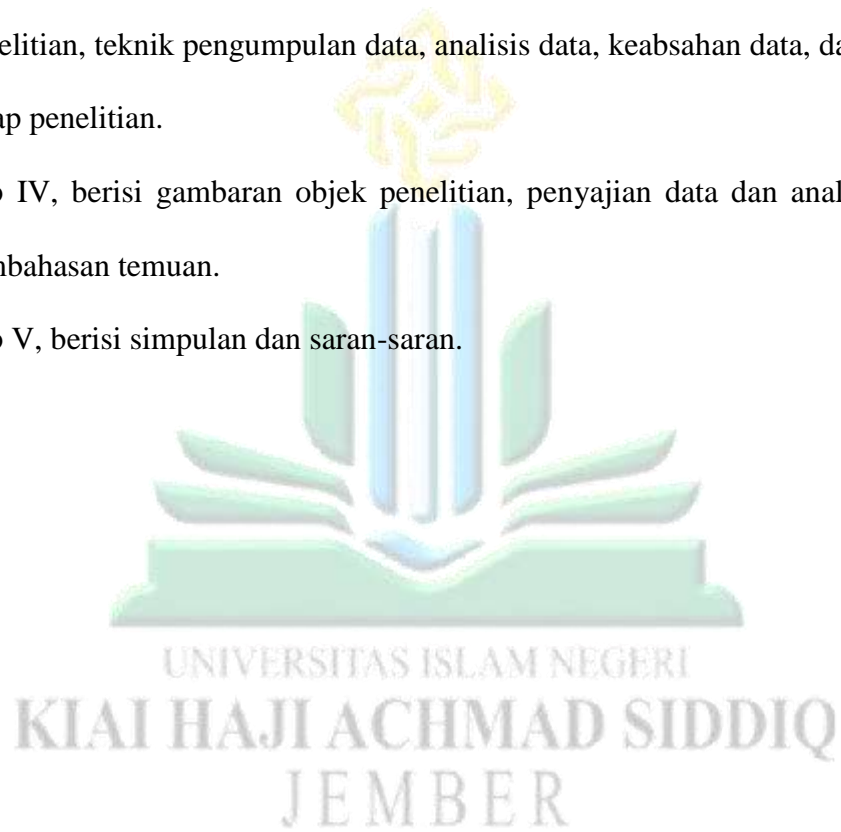 elitian, teknik pengumpulan data, analisis data, keabsahan data, da
ap penelitian.
IV, berisi gambaran objek penelitian, penyajian data dan anal
mbahasan temuan.
V, berisi simpulan dan saran-saran.
UNIVERSITAS ISLAM NEGERI
KIAI HAJI ACHMAD SIDDIQ
JEMBER